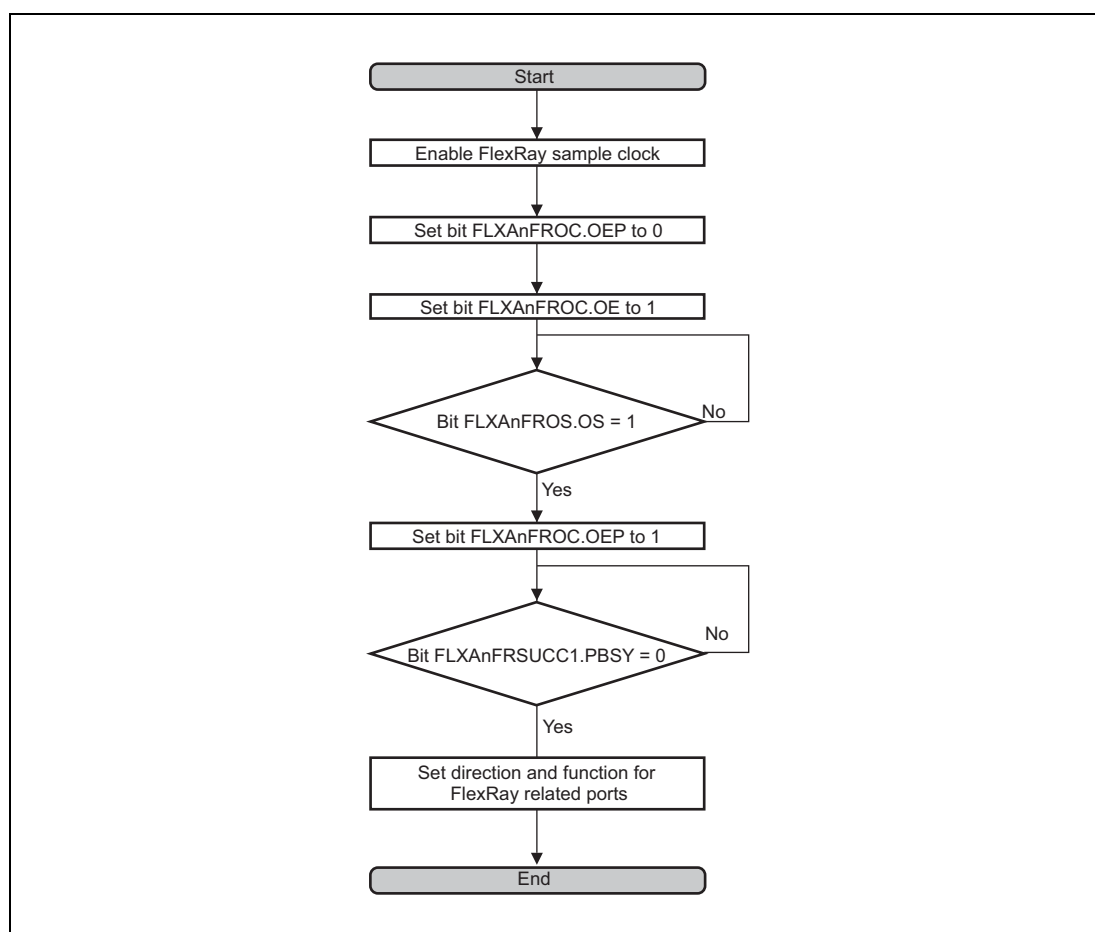 Start
Enable FlexRay sample clock
Set bit FLXAnFROC.OEP to 0
Set bit FLXAnFROC.OE to 1
Bit FLXAnFROS.OS = 1
No
Yes
Set bit FLXAnFROC.OEP to 1
Bit FLXAnFRSUCC1.PBSY = 0
No
Yes
Set direction and function for
FlexRay related ports
End